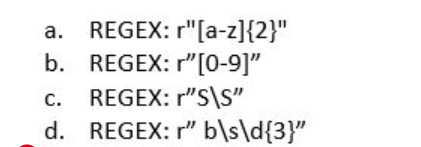 a. REGEX: r"[a-z]{2}"
b. REGEX: r”[0-9]”
c. REGEX: r”S\S”
d. REGEX: r” b\s\d{3}”